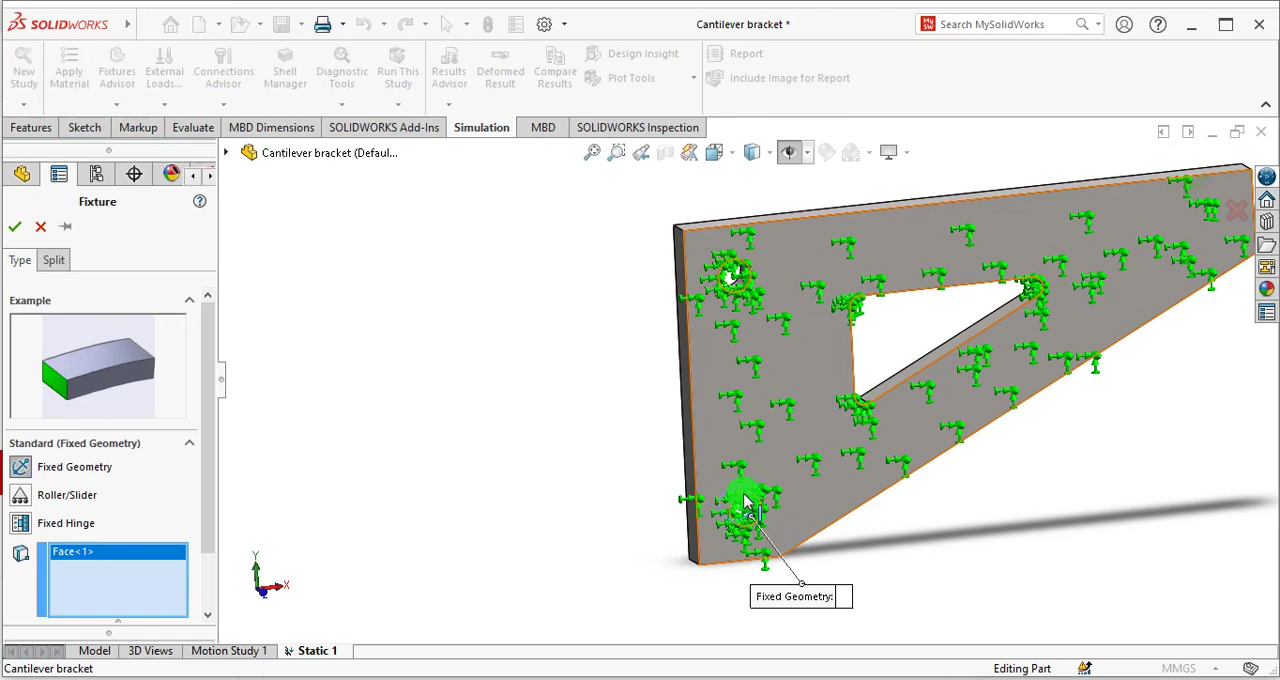 SOLIDWORKS
Cantilever bracket *
Search MySolidWorks
New Study
Apply Material
Fixtures Advisor
External Loads...
Connections Advisor
Shell Manager
Diagnostic Tools
Run This Study
Results Advisor
Deformed Result
Compare Results
Design Insight
Plot Tools
Report
Include Image for Report
Features
Sketch
Markup
Evaluate
MBD Dimensions
SOLIDWORKS Add-Ins
Simulation
MBD
SOLIDWORKS Inspection
Cantilever bracket (Defaul...
Fixture
Type
Split
Example
Standard (Fixed Geometry)
Fixed Geometry
Roller/Slider
Fixed Hinge
Face<1>
Y
X
Fixed Geometry:
Model
3D Views
Motion Study 1
Static 1
Cantilever bracket
Editing Part
MMGS